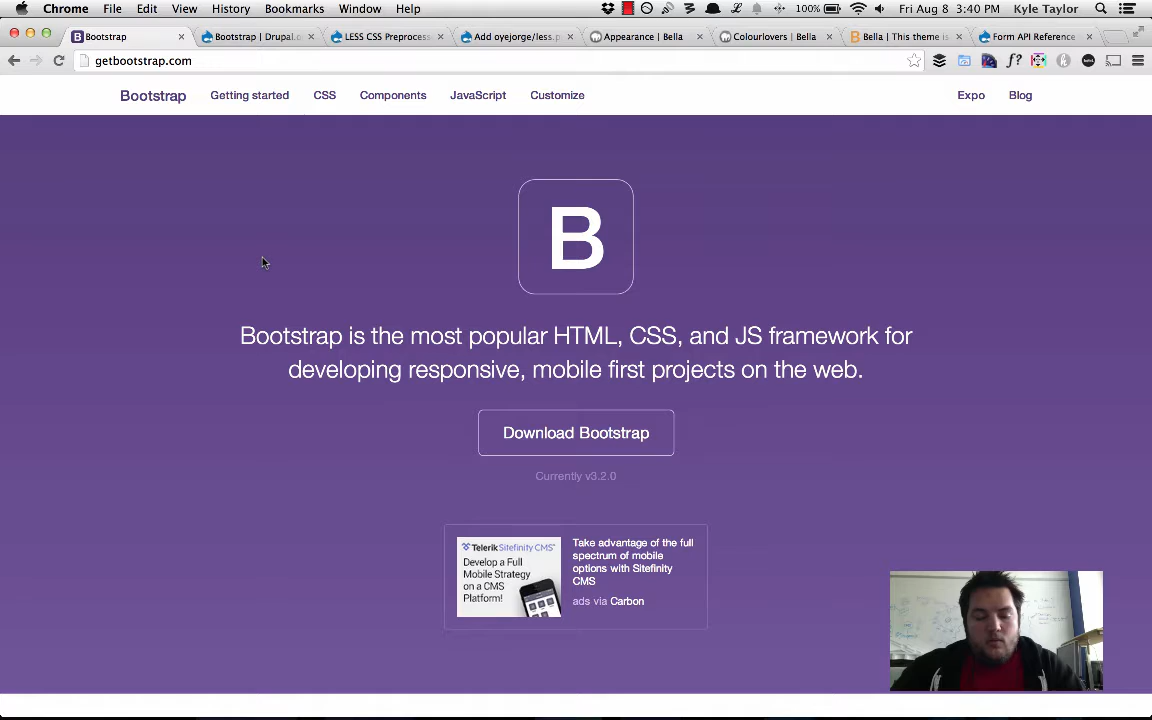 Chrome File Edit View History Bookmarks Window Help 100% Fri Aug 8 3:40 PM Kyle Taylor
Bootstrap Bootstrap | Drupal.o LESS CSS Preprocess Add oyejorge/less.p Appearance | Bella Colourlovers | Bella Bella | This theme is Form API Reference
getbootstrap.com
Bootstrap Getting started CSS Components JavaScript Customize Expo Blog
B
Bootstrap is the most popular HTML, CSS, and JS framework for
developing responsive, mobile first projects on the web.
Download Bootstrap
Currently v3.2.0
Telerik Sitefinity CMS
Develop a Full
Mobile Strategy
on a CMS
Platform!
Take advantage of the full
spectrum of mobile
options with Sitefinity
CMS
ads via Carbon